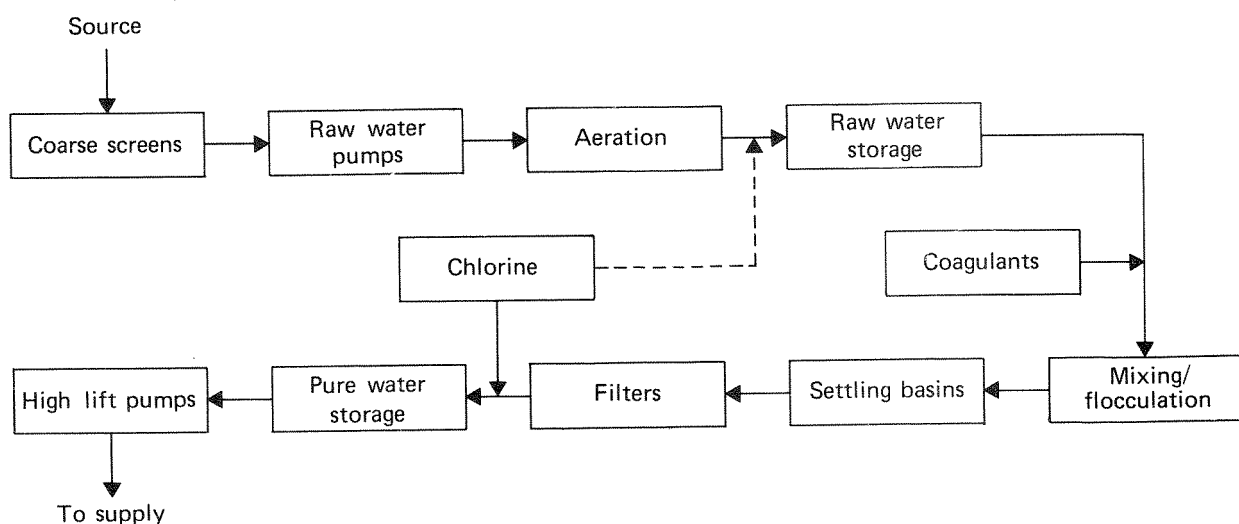 Source
Coarse screens
Raw water
pumps
Aeration
Raw water
storage
Chlorine
Coagulants
High lift pumps
Pure water
storage
Filters
Settling basins
Mixing/
flocculation
To supply